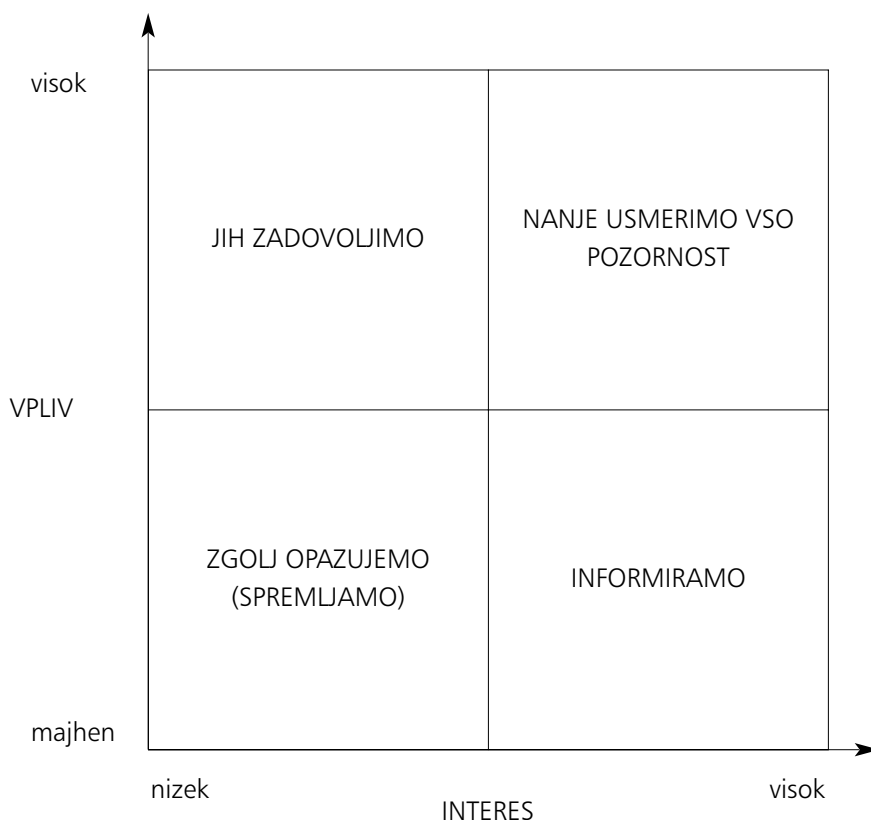 visok
JIH ZADOVOLJIMO
NANJE USMERIMO VSO
POZORNOST
VPLIV
ZGOLJ OPAZUJEMO
(SPREMLJAMO)
INFORMIRAMO
majhen
nizek
INTERES
visok